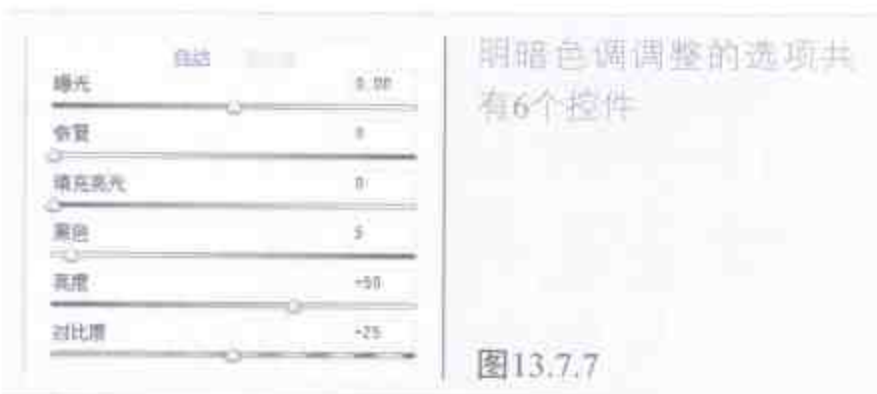 自动
曝光 0.00
恢复 0
填充亮光 0
黑色 5
亮度 +50
对比度 +25
明暗色调调整的选项共
有6个控件
图13.7.7